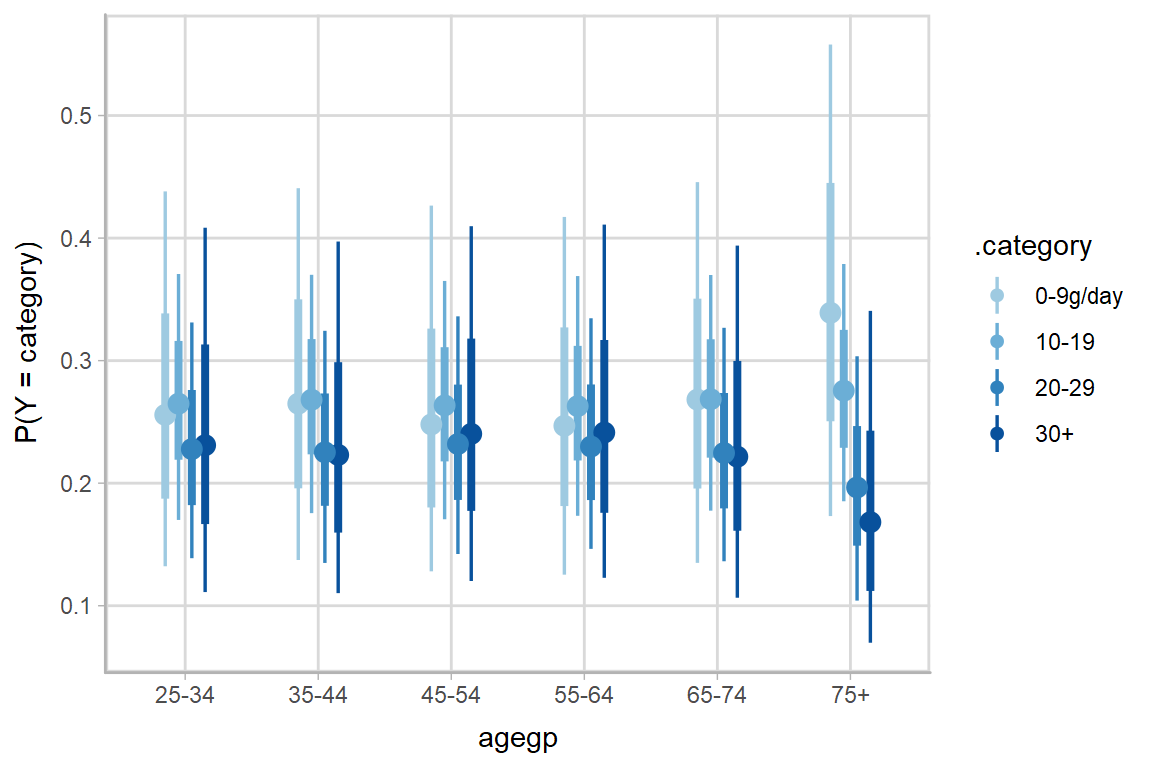 P(Y = category)
0.5
0.4
0.3
0.2
0.1
25-34 35-44 45-54 55-64 65-74 75+
agegp
.category
0-9g/day
10-19
20-29
30+